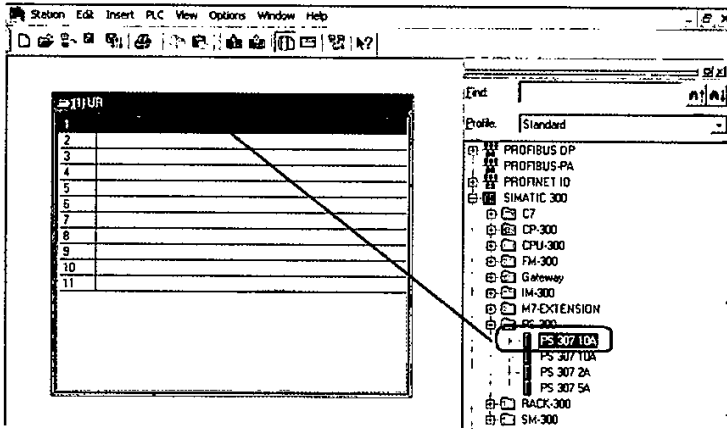 Station Edit Insert PLC View Options Window Help
(1) UR
1
2
3
4
5
6
7
8
9
10
11
Find:
Profile: Standard
PROFIBUS DP
PROFIBUS-PA
PROFINET IO
SIMATIC 300
C7
CP-300
CPU-300
FM-300
Gateway
IM-300
M7-EXTENSION
PS-300
PS 307 10A
PS 307 10A
PS 307 2A
PS 307 5A
RACK-300
SM-300